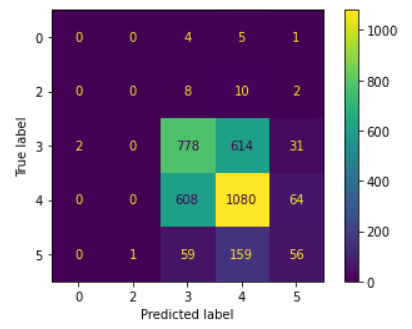 0 0 0 4 5 1
2 0 0 8 10 2
3 2 0 778 614 31
4 0 0 608 1080 64
5 0 1 59 159 56
0 2 3 4 5
Predicted label
True label
1000
800
600
400
200
0